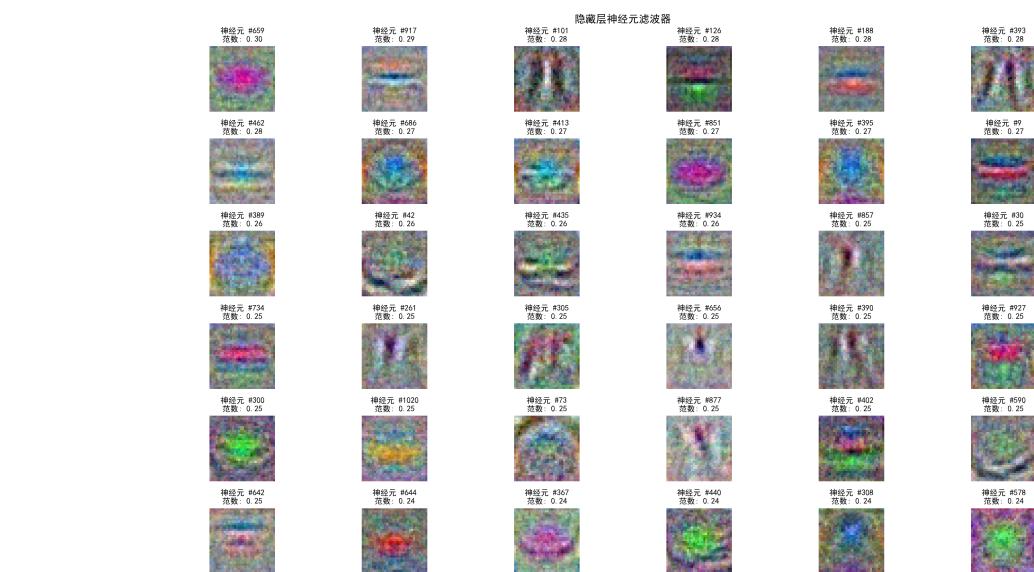 隐藏层神经元滤波器
神经元 #659
范数: 0.30
神经元 #917
范数: 0.29
神经元 #101
范数: 0.28
神经元 #126
范数: 0.28
神经元 #188
范数: 0.28
神经元 #393
范数: 0.28
神经元 #462
范数: 0.28
神经元 #686
范数: 0.27
神经元 #413
范数: 0.27
神经元 #851
范数: 0.27
神经元 #395
范数: 0.27
神经元 #9
范数: 0.27
神经元 #389
范数: 0.26
神经元 #42
范数: 0.26
神经元 #435
范数: 0.26
神经元 #934
范数: 0.26
神经元 #857
范数: 0.25
神经元 #30
范数: 0.25
神经元 #734
范数: 0.25
神经元 #261
范数: 0.25
神经元 #305
范数: 0.25
神经元 #656
范数: 0.25
神经元 #390
范数: 0.25
神经元 #927
范数: 0.25
神经元 #300
范数: 0.25
神经元 #1020
范数: 0.25
神经元 #73
范数: 0.25
神经元 #877
范数: 0.25
神经元 #402
范数: 0.25
神经元 #590
范数: 0.25
神经元 #642
范数: 0.25
神经元 #644
范数: 0.24
神经元 #367
范数: 0.24
神经元 #440
范数: 0.24
神经元 #308
范数: 0.24
神经元 #578
范数: 0.24